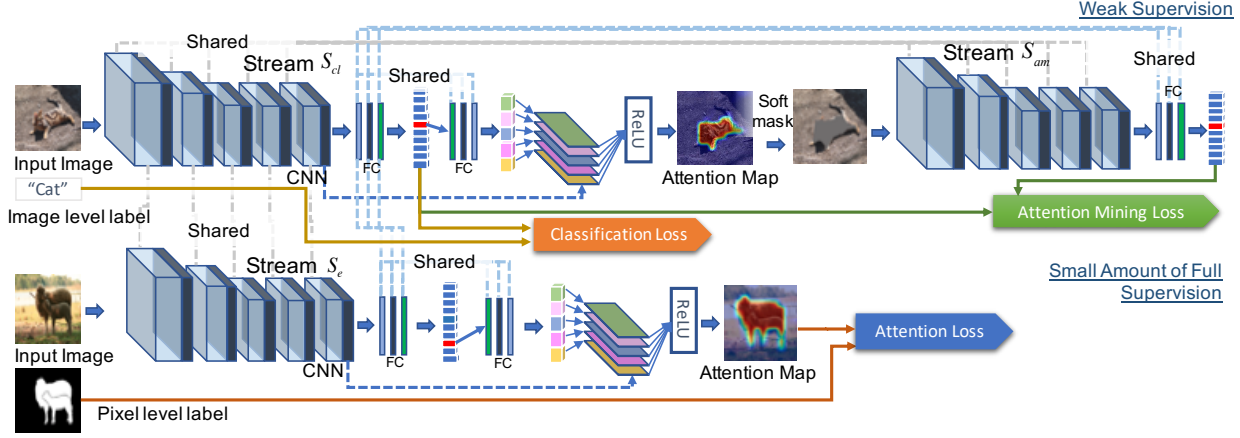 Weak Supervision
Shared
Stream S_cl
Shared
Stream S_am
Shared
FC
ReLU
Soft
mask
Input Image
CNN
FC
FC
Attention Map
"Cat"
Image level label
Classification Loss
Attention Mining Loss
Shared
Stream S_e
Shared
Small Amount of Full
Supervision
ReLU
Attention Loss
Input Image
CNN
FC
FC
Attention Map
Pixel level label